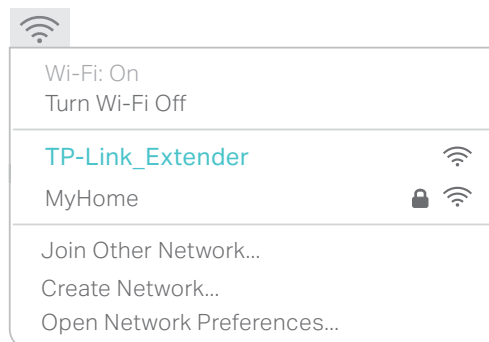 Wi-Fi: On
Turn Wi-Fi Off
TP-Link_Extender
MyHome
Join Other Network...
Create Network...
Open Network Preferences...